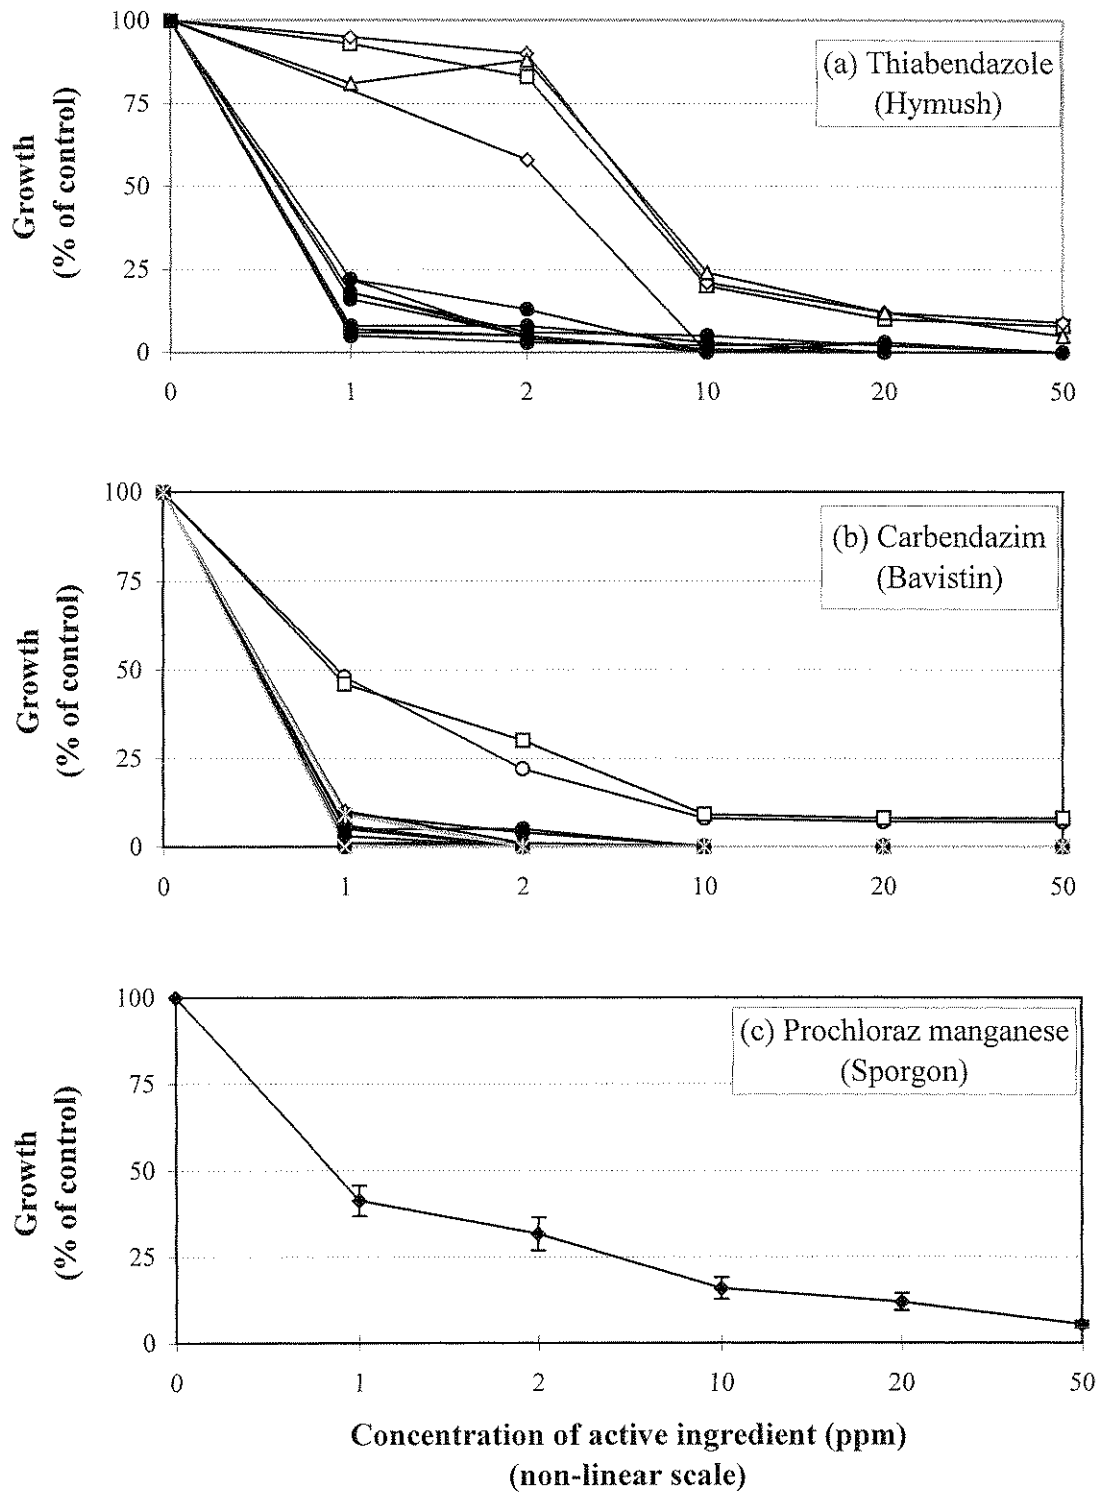 (a) Thiabendazole
(Hymush)
Growth
(% of control)
100
75
50
25
0
0 1 2 10 20 50
(b) Carbendazim
(Bavistin)
Growth
(% of control)
100
75
50
25
0
0 1 2 10 20 50
(c) Prochloraz manganese
(Sporgon)
Growth
(% of control)
100
75
50
25
0
0 1 2 10 20 50
Concentration of active ingredient (ppm)
(non-linear scale)